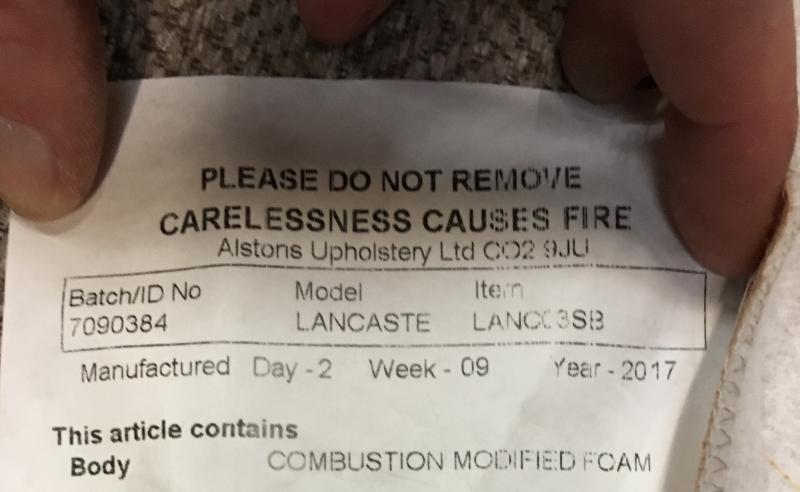 PLEASE DO NOT REMOVE
CARELESSNESS CAUSES FIRE
Alstons Upholstery Ltd CO2 9JU
Batch/ID No Model Item
7090384 LANCASTE LANC03SB
Manufactured Day - 2 Week - 09 Year - 2017
This article contains
Body COMBUSTION MODIFIED FOAM